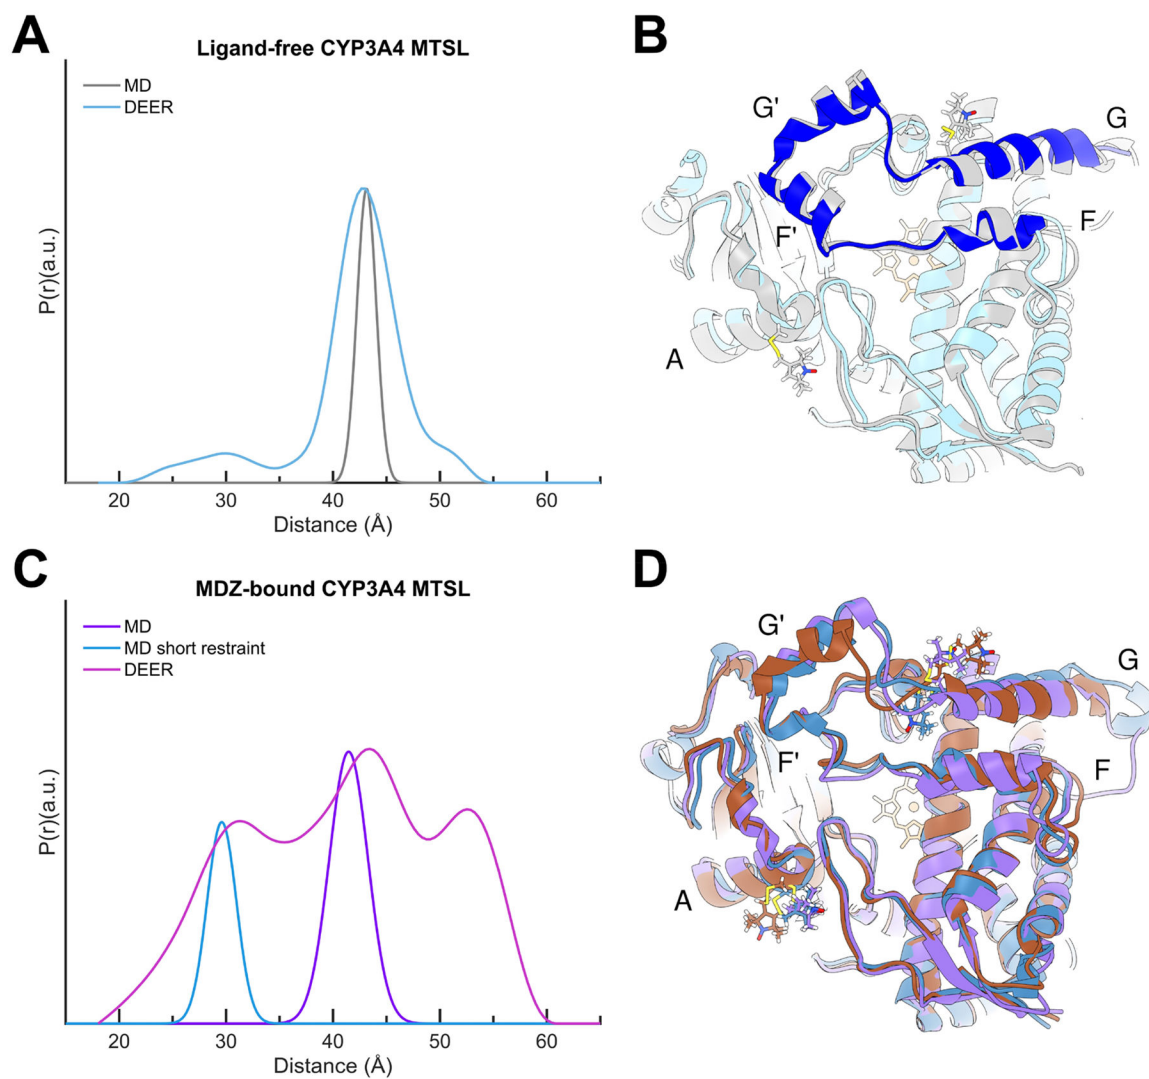 A
Ligand-free CYP3A4 MTSL
MD
DEER
P(r)(a.u.)
20 30 40 50 60
Distance (Å)
B
G'
G
F'
F
A
C
MDZ-bound CYP3A4 MTSL
MD
MD short restraint
DEER
P(r)(a.u.)
20 30 40 50 60
Distance (Å)
D
G'
G
F'
F
A